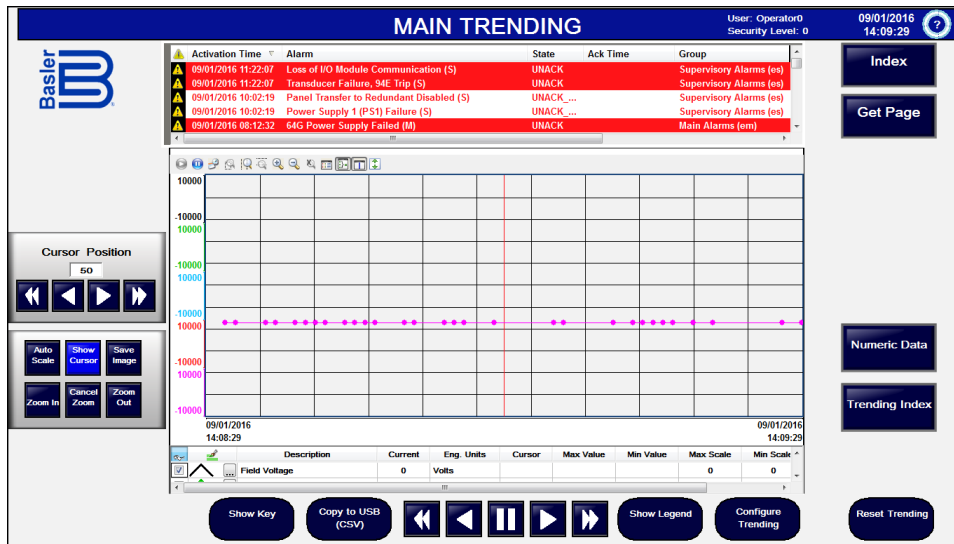 MAIN TRENDING
User: Operator0
Security Level: 0
09/01/2016
14:09:29
?
Basler
Activation Time Alarm State Ack Time Group
09/01/2016 11:22:07 Loss of I/O Module Communication (S) UNACK Supervisory Alarms (es)
09/01/2016 11:22:07 Transducer Failure, 94E Trip (S) UNACK Supervisory Alarms (es)
09/01/2016 10:02:19 Panel Transfer to Redundant Disabled (S) UNACK_... Supervisory Alarms (es)
09/01/2016 10:02:19 Power Supply 1 (PS1) Failure (S) UNACK_... Supervisory Alarms (es)
09/01/2016 08:12:32 64G Power Supply Failed (M) UNACK Main Alarms (em)
Index
Get Page
10000
-10000
10000
-10000
10000
-10000
10000
-10000
10000
-10000
09/01/2016
14:08:29
09/01/2016
14:09:29
Cursor Position
50
Auto Scale
Show Cursor
Save Image
Zoom In
Cancel Zoom
Zoom Out
Numeric Data
Trending Index
Description Current Eng. Units Cursor Max Value Min Value Max Scale Min Scale
... Field Voltage 0 Volts 0 0
Show Key
Copy to USB
(CSV)
Show Legend
Configure
Trending
Reset Trending